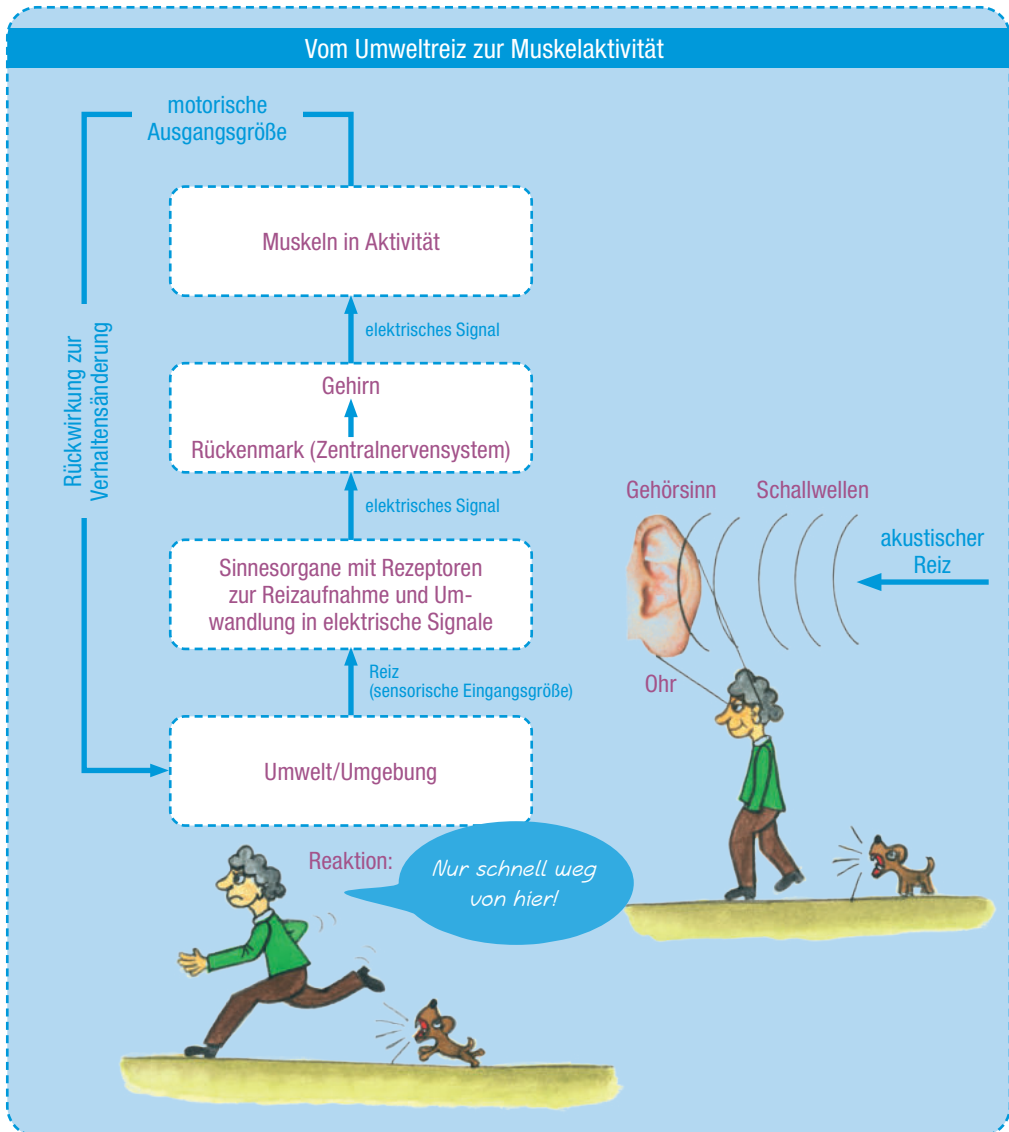 Vom Umweltreiz zur Muskelaktivität
motorische
Ausgangsgröße
Muskeln in Aktivität
elektrisches Signal
Gehirn
Rückenmark (Zentralnervensystem)
Rückwirkung zur
Verhaltensänderung
elektrisches Signal
Sinnesorgane mit Rezeptoren
zur Reizaufnahme und Um-
wandlung in elektrische Signale
Reiz
(sensorische Eingangsgröße)
Umwelt/Umgebung
Gehörsinn
Schallwellen
akustischer
Reiz
Ohr
Reaktion:
Nur schnell weg
von hier!